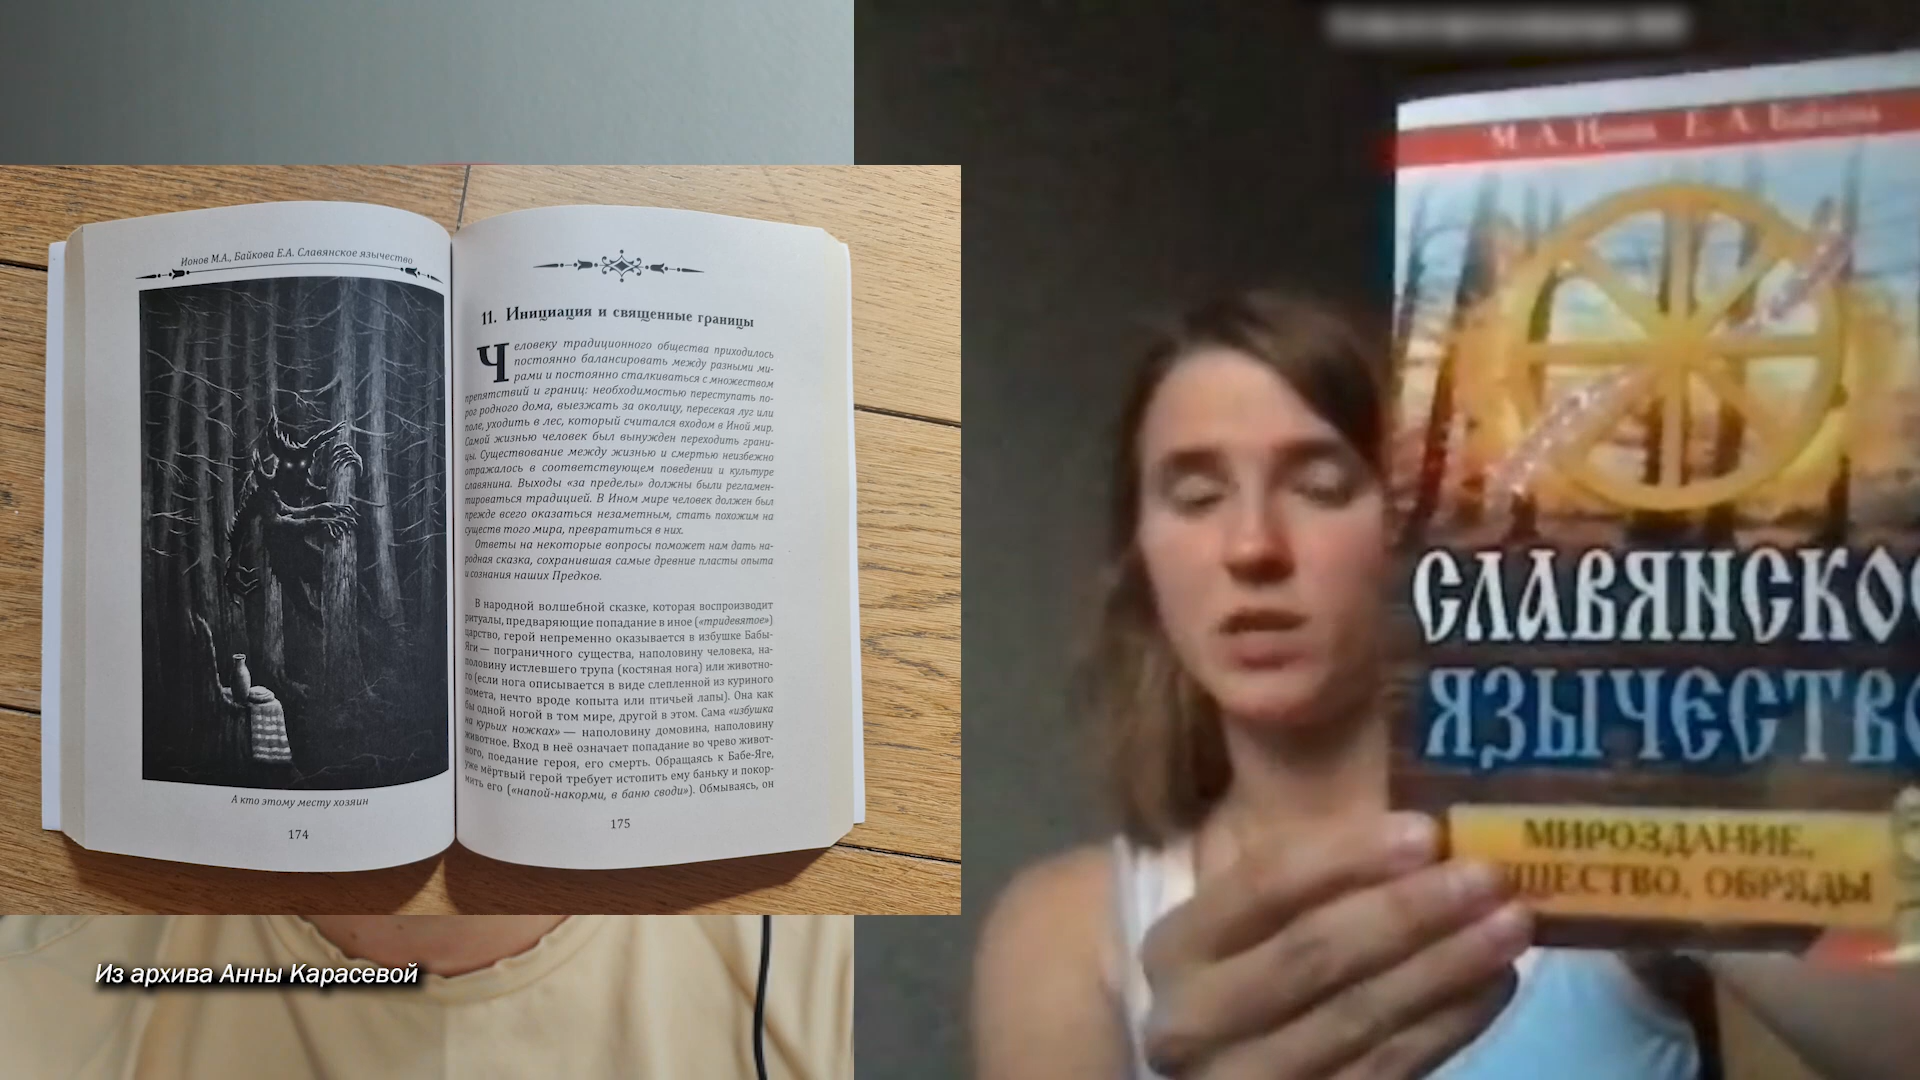 Ионов М.А., Байкова Е.А. Славянское язычество
А кто этому месту хозяин
174
11. Инициация и священные границы
Человеку традиционного общества приходилось
постоянно балансировать между разными ми-
рами и постоянно сталкиваться с множеством
препятствий и границ: необходимостью переступать по-
рог родного дома, выезжать за околицу, пересекая луг или
поле, уходить в лес, который считался входом в Иной мир.
Самой жизнью человек был вынужден переходить грани-
цы. Существование между жизнью и смертью неизбежно
отражалось в соответствующем поведении и культуре
славянина. Выходы «за пределы» должны были регламен-
тироваться традицией. В Ином мире человек должен был
прежде всего оказаться незаметным, стать похожим на
существ того мира, превратиться в них.
Ответы на некоторые вопросы поможет нам дать на-
родная сказка, сохранившая самые древние пласты опыта
и сознания наших Предков.
В народной волшебной сказке, которая воспроизводит
ритуалы, предваряющие попадание в иное («тридевятое»)
царство, герой непременно оказывается в избушке Бабы-
Яги — пограничного существа, наполовину человека, на-
половину истлевшего трупа (костяная нога) или животно-
го (если нога описывается в виде слепленной из куриного
помета, нечто вроде копыта или птичьей лапы). Она как
бы одной ногой в том мире, другой в этом. Сама «избушка
на курьих ножках» — наполовину домовина, наполовину
животное. Вход в неё означает попадание во чрево живот-
ного, поедание героя, его смерть. Обращаясь к Бабе-Яге,
уже мёртвый герой требует истопить ему баньку и покор-
мить его («напой-накорми, в баню своди»). Обмываясь, он
175
М. А. Ионов Е. А. Байкова
СЛАВЯНСКОЕ
ЯЗЫЧЕСТВО
МИРОЗДАНИЕ.
ОБРЯДЫ
Из архива Анны Карасевой